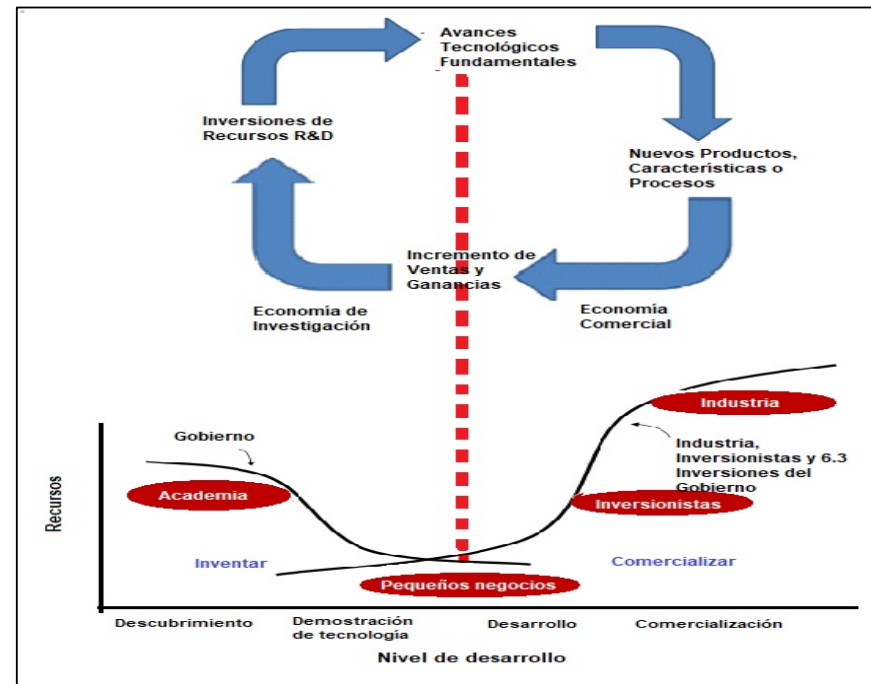 Avances
Tecnológicos
Fundamentales
Inversiones de
Recursos R&D
Nuevos Productos,
Características o
Procesos
Incremento de
Ventas y
Ganancias
Economía de
Investigación
Economía
Comercial
Industria
Gobierno
Industria,
Inversionistas y 6.3
Inversiones del
Gobierno
Academia
Inversionistas
Recursos
Inventar
Comercializar
Pequeños negocios
Descubrimiento
Demostración
de tecnología
Desarrollo
Comercialización
Nivel de desarrollo